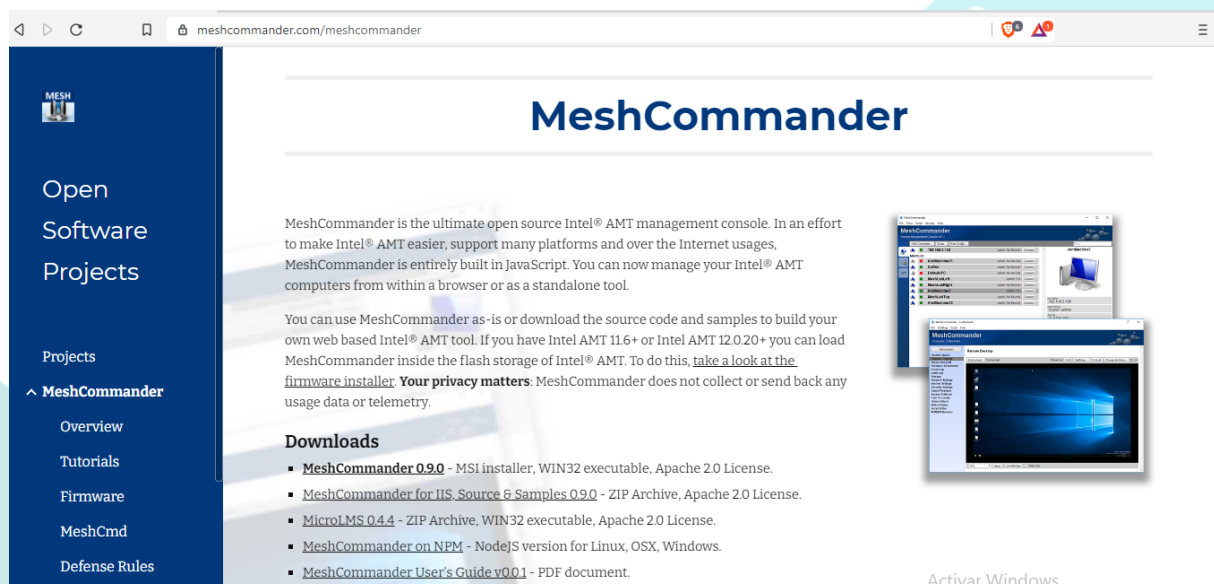 meshcommander.com/meshcommander
6
1
MESH
Open
Software
Projects
Projects
MeshCommander
Overview
Tutorials
Firmware
MeshCmd
Defense Rules
MeshCommander
MeshCommander is the ultimate open source Intel® AMT management console. In an effort
to make Intel® AMT easier, support many platforms and over the Internet usages,
MeshCommander is entirely built in JavaScript. You can now manage your Intel® AMT
computers from within a browser or as a standalone tool.
You can use MeshCommander as-is or download the source code and samples to build your
own web based Intel® AMT tool. If you have Intel AMT 11.6+ or Intel AMT 12.0.20+ you can load
MeshCommander inside the flash storage of Intel® AMT. To do this, take a look at the
firmware installer. Your privacy matters: MeshCommander does not collect or send back any
usage data or telemetry.
Downloads
MeshCommander 0.9.0 - MSI installer, WIN32 executable, Apache 2.0 License.
MeshCommander for IIS, Source & Samples 0.9.0 - ZIP Archive, Apache 2.0 License.
MicroLMS 0.4.4 - ZIP Archive, WIN32 executable, Apache 2.0 License.
MeshCommander on NPM - NodeJS version for Linux, OSX, Windows.
MeshCommander User's Guide v0.0.1 - PDF document.
MeshCommander
MeshCommander
Remote Desktop
Activar Windows